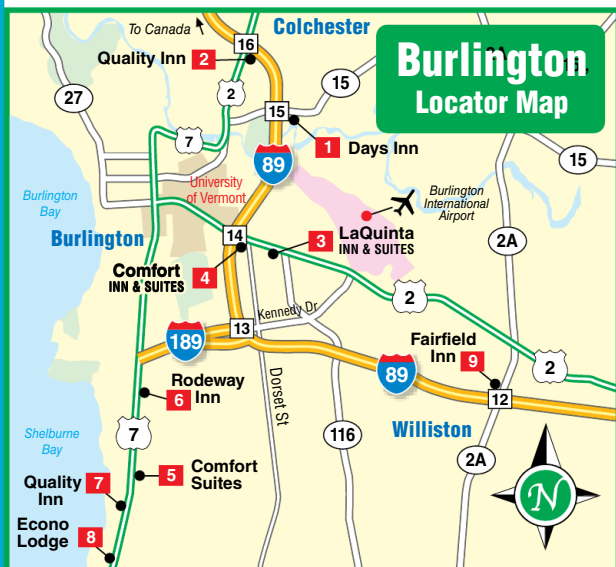 To Canada
Colchester
16
Quality Inn 2
2A
Burlington
Locator Map
15
27
2
15
15
7
1 Days Inn
89
15
University
of Vermont
Burlington
Bay
Burlington
International
Airport
Burlington
14
3 LaQuinta
INN & SUITES
2A
Comfort
INN & SUITES
4
2
Kennedy Dr
13
189
Fairfield
Inn
9
2
89
Rodeway
Inn
6
12
Dorset St
7
116
Williston
Shelburne
Bay
2A
5 Comfort
Suites
Quality
Inn
7
Econo
Lodge
8
N